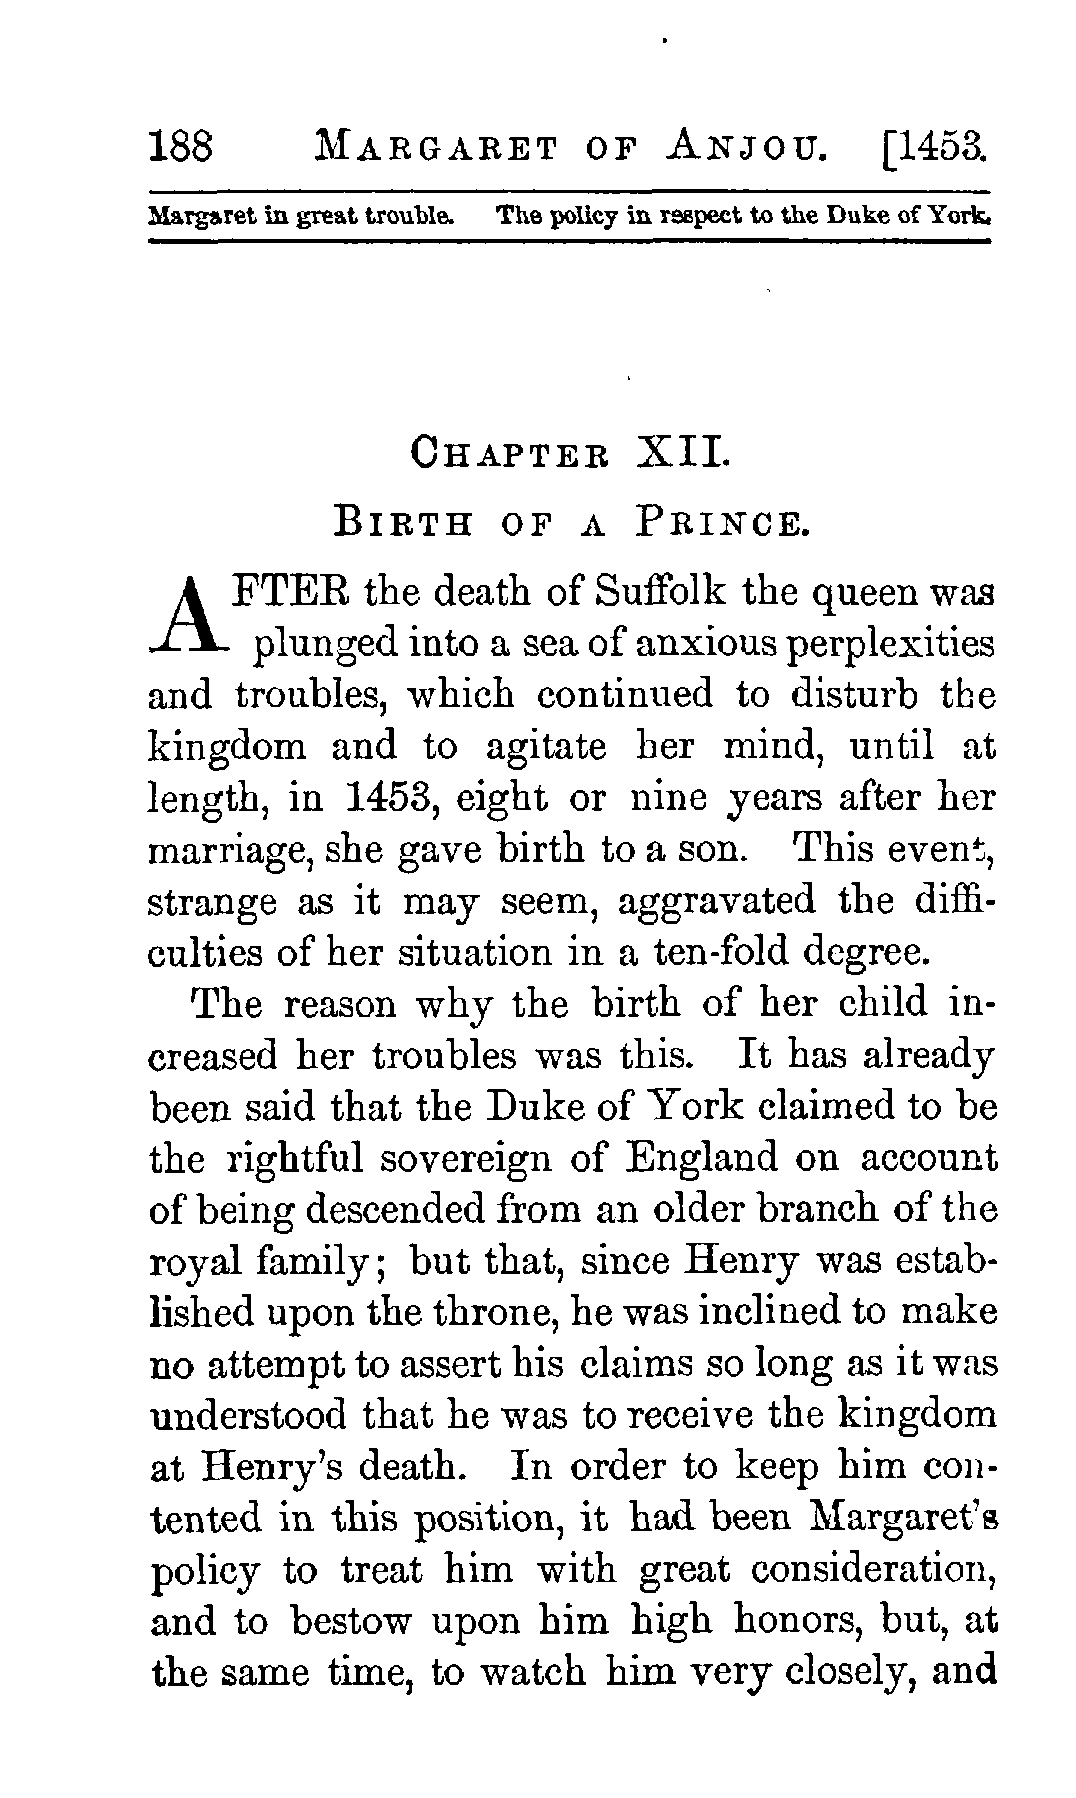 188 MARGARET OF ANJOU. [1453.
Margaret in great trouble. The policy in respect to the Duke of York.
CHAPTER XII.
BIRTH OF A PRINCE.
AFTER the death of Suffolk the queen was
plunged into a sea of anxious perplexities
and troubles, which continued to disturb the
kingdom and to agitate her mind, until at
length, in 1453, eight or nine years after her
marriage, she gave birth to a son. This event,
strange as it may seem, aggravated the diffi-
culties of her situation in a ten-fold degree.
The reason why the birth of her child in-
creased her troubles was this. It has already
been said that the Duke of York claimed to be
the rightful sovereign of England on account
of being descended from an older branch of the
royal family; but that, since Henry was estab-
lished upon the throne, he was inclined to make
no attempt to assert his claims so long as it was
understood that he was to receive the kingdom
at Henry's death. In order to keep him con-
tented in this position, it had been Margaret's
policy to treat him with great consideration,
and to bestow upon him high honors, but, at
the same time, to watch him very closely, and